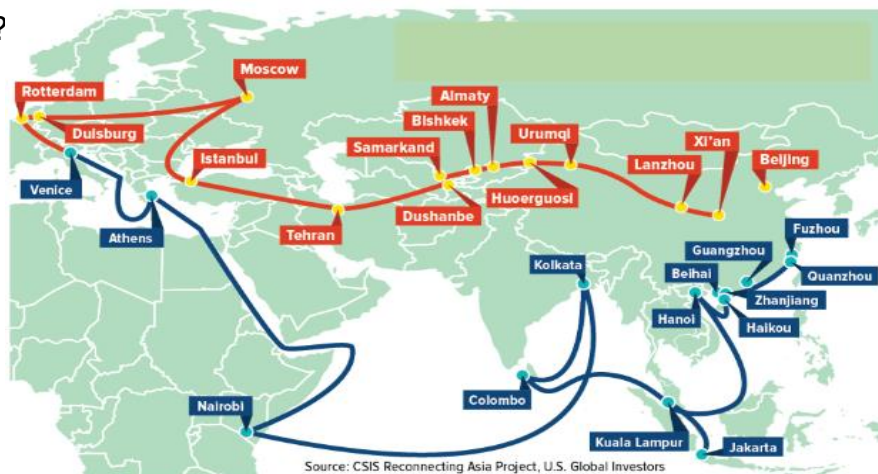 ?
Moscow
Rotterdam
Almaty
Duisburg
Bishkek
Urumqi
Xi'an
Istanbul
Samarkand
Lanzhou
Beijing
Venice
Huoerguosi
Dushanbe
Athens
Tehran
Fuzhou
Guangzhou
Kolkata
Beihai
Quanzhou
Zhanjiang
Hanoi
Haikou
Nairobi
Colombo
Kuala Lampur
Jakarta
Source: CSIS Reconnecting Asia Project, U.S. Global Investors